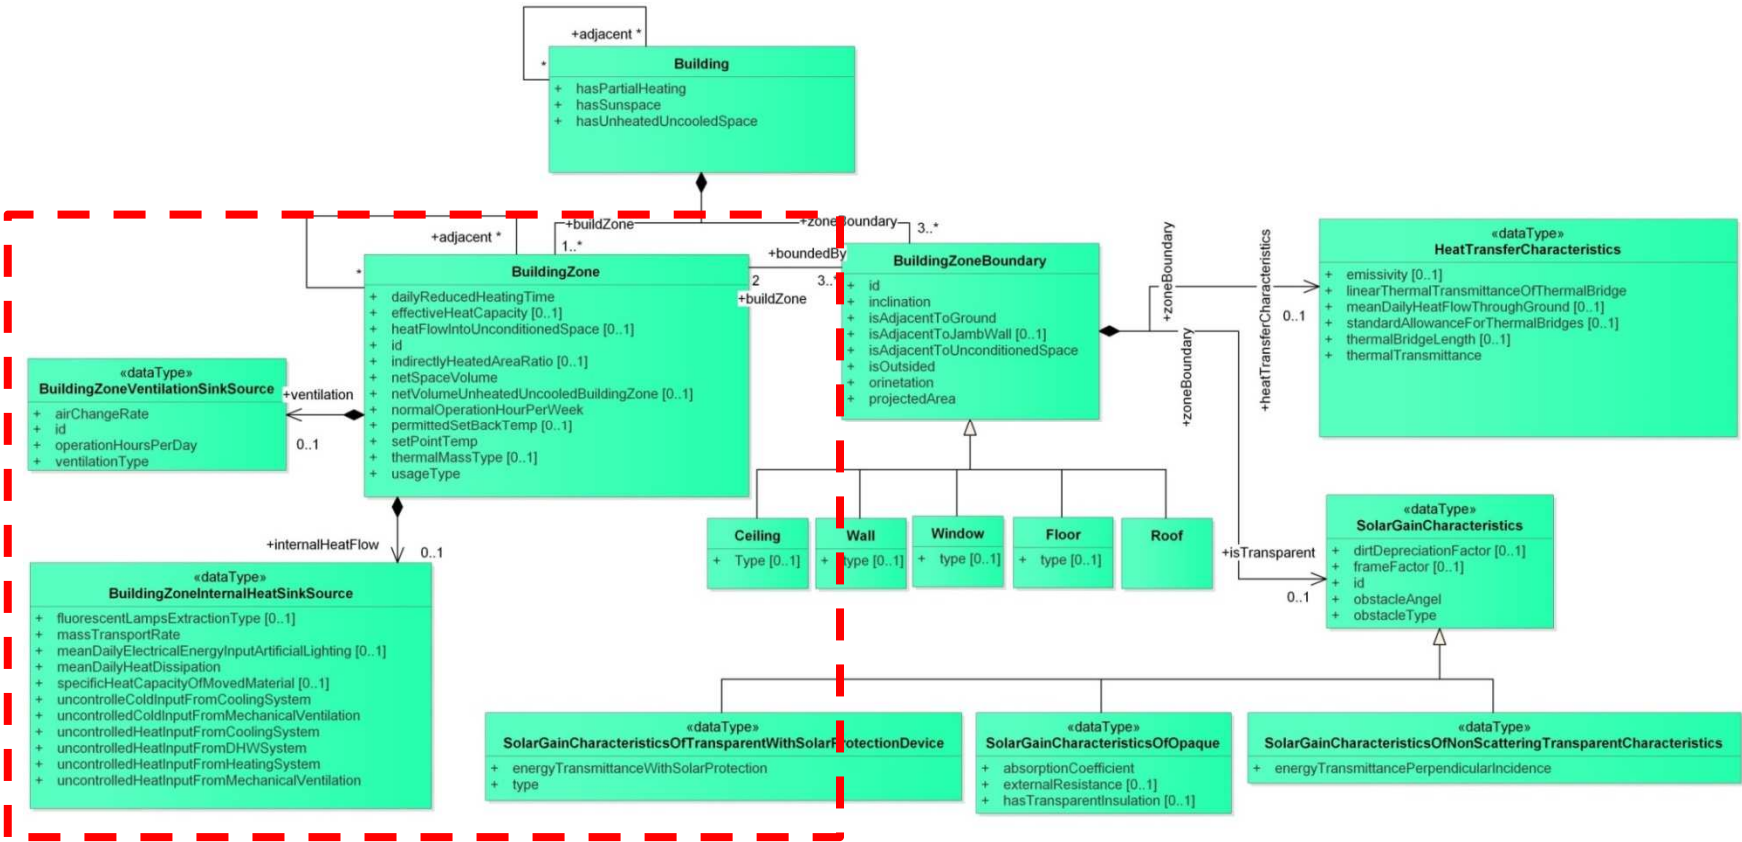 +adjacent *
*
Building
+ hasPartialHeating
+ hasSunspace
+ hasUnheatedUncooledSpace
+buildZone
1..*
+zoneBoundary
3..*
+adjacent *
*
BuildingZone
+ dailyReducedHeatingTime
+ effectiveHeatCapacity [0..1]
+ heatFlowIntoUnconditionedSpace [0..1]
+ id
+ indirectlyHeatedAreaRatio [0..1]
+ netSpaceVolume
+ netVolumeUnheatedUncooledBuildingZone [0..1]
+ normalOperationHourPerWeek
+ permittedSetBackTemp [0..1]
+ setPointTemp
+ thermalMassType [0..1]
+ usageType
+boundedBy
2
3..*
+buildZone
BuildingZoneBoundary
+ id
+ inclination
+ isAdjacentToGround
+ isAdjacentToJambWall [0..1]
+ isAdjacentToUnconditionedSpace
+ isOutsided
+ orinetation
+ projectedArea
+zoneBoundary
+heatTransferCharacteristics
0..1
+zoneBoundary
«dataType»
HeatTransferCharacteristics
+ emissivity [0..1]
+ linearThermalTransmittanceOfThermalBridge
+ meanDailyHeatFlowThroughGround [0..1]
+ standardAllowanceForThermalBridges [0..1]
+ thermalBridgeLength [0..1]
+ thermalTransmittance
«dataType»
BuildingZoneVentilationSinkSource
+ airChangeRate
+ id
+ operationHoursPerDay
+ ventilationType
+ventilation
0..1
+internalHeatFlow
0..1
«dataType»
BuildingZoneInternalHeatSinkSource
+ fluorescentLampsExtractionType [0..1]
+ massTransportRate
+ meanDailyElectricalEnergyInputArtificialLighting [0..1]
+ meanDailyHeatDissipation
+ specificHeatCapacityOfMovedMaterial [0..1]
+ uncontrolleColdInputFromCoolingSystem
+ uncontrolledColdInputFromMechanicalVentilation
+ uncontrolledHeatInputFromCoolingSystem
+ uncontrolledHeatInputFromDHWSystem
+ uncontrolledHeatInputFromHeatingSystem
+ uncontrolledHeatInputFromMechanicalVentilation
Ceiling
+ Type [0..1]
Wall
+ type [0..1]
Window
+ type [0..1]
Floor
+ type [0..1]
Roof
+isTransparent
0..1
«dataType»
SolarGainCharacteristics
+ dirtDepreciationFactor [0..1]
+ frameFactor [0..1]
+ id
+ obstacleAngel
+ obstacleType
«dataType»
SolarGainCharacteristicsOfTransparentWithSolarProtectionDevice
+ energyTransmittanceWithSolarProtection
+ type
«dataType»
SolarGainCharacteristicsOfOpaque
+ absorptionCoefficient
+ externalResistance [0..1]
+ hasTransparentInsulation [0..1]
«dataType»
SolarGainCharacteristicsOfNonScatteringTransparentCharacteristics
+ energyTransmittancePerpendicularIncidence